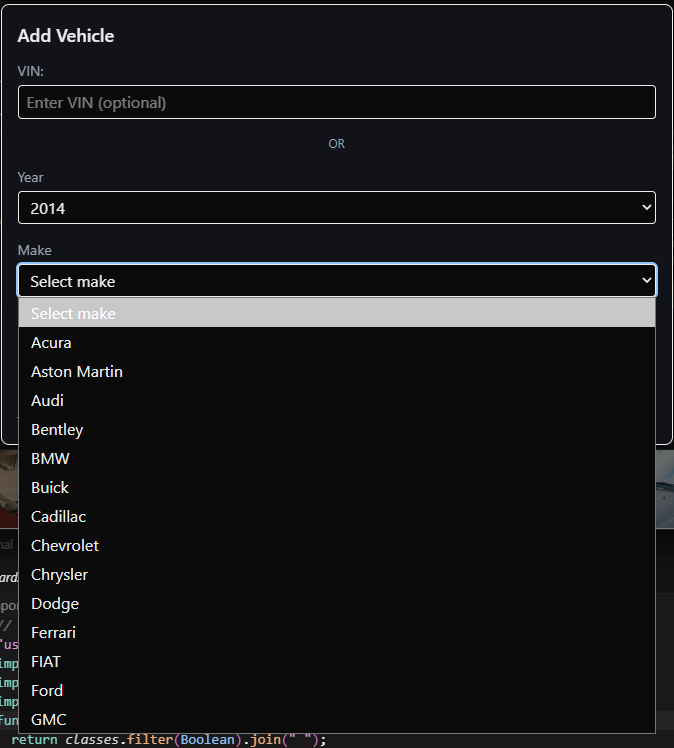 Add Vehicle
VIN:
Enter VIN (optional)
OR
Year
2014
Make
Select make
Select make
Acura
Aston Martin
Audi
Bentley
BMW
Buick
Cadillac
Chevrolet
Chrysler
Dodge
Ferrari
FIAT
Ford
GMC
return classes.filter(Boolean).join(" ");